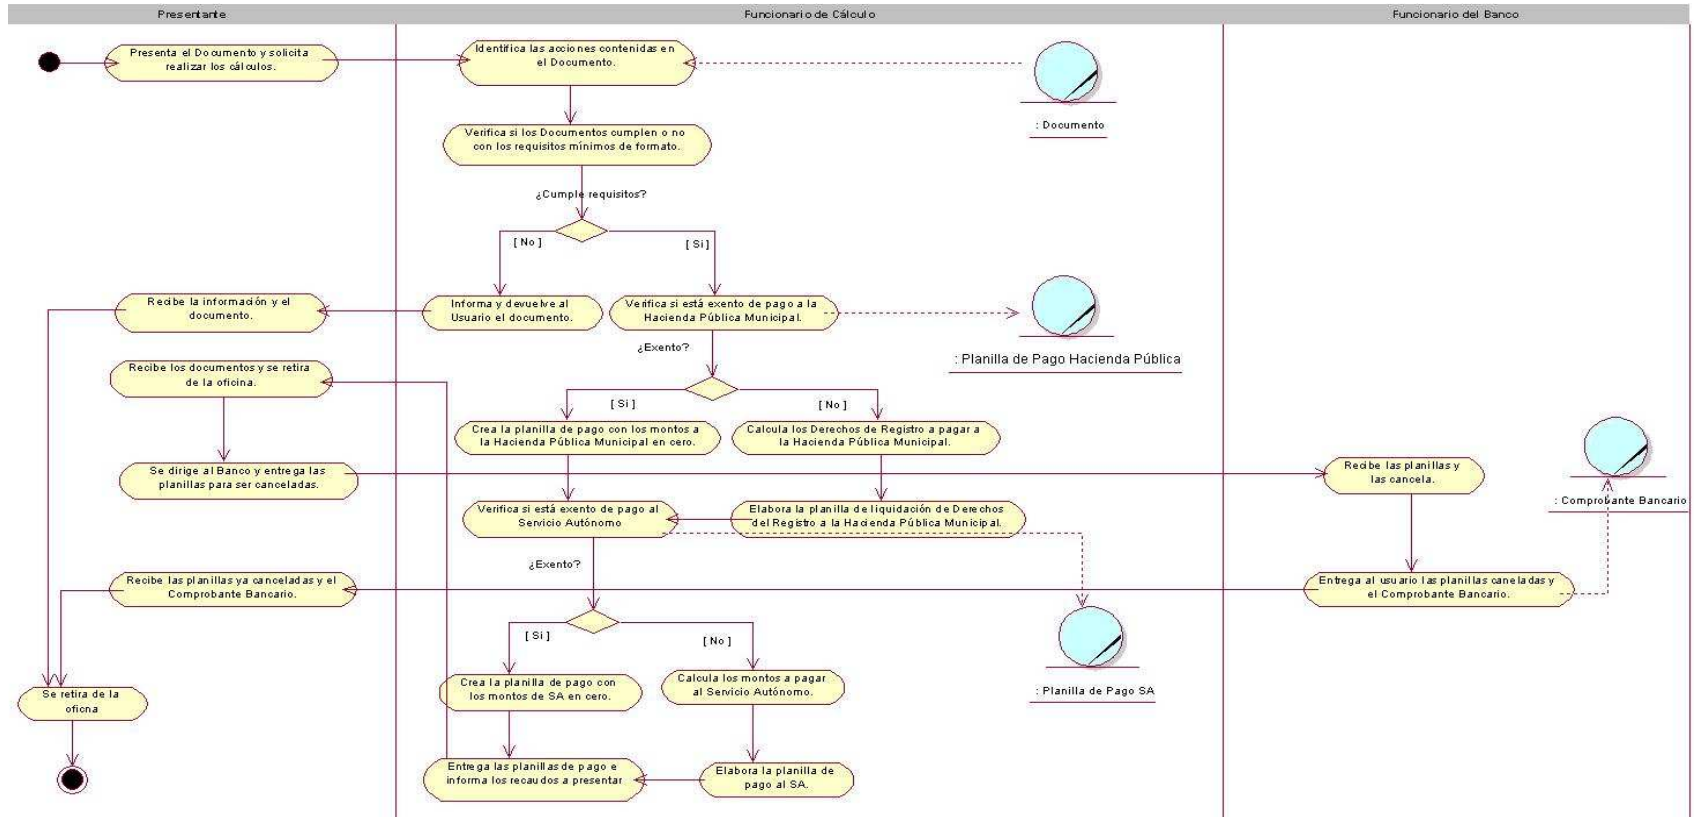 Presentante
Funcionario de Cálculo
Funcionario del Banco
Presenta el Documento y solicita
realizar los cálculos.
Identifica las acciones contenidas en
el Documento.
: Documento
Verifica si los Documentos cumplen o no
con los requisitos mínimos de formato.
¿Cumple requisitos?
[ No ]
[ Si ]
Recibe la información y el
documento.
Informa y devuelve al
Usuario el documento.
Verifica si está exento de pago a la
Hacienda Pública Municipal.
: Planilla de Pago Hacienda Pública
¿Exento?
Recibe los documentos y se retira
de la oficina.
[ Si ]
[ No ]
Crea la planilla de pago con los montos a
la Hacienda Pública Municipal en cero.
Calcula los Derechos de Registro a pagar a
la Hacienda Pública Municipal.
Se dirige al Banco y entrega las
planillas para ser canceladas.
Recibe las planillas y
las cancela.
: Comprobante Bancario
Verifica si está exento de pago al
Servicio Autónomo
Elabora la planilla de liquidación de Derechos
del Registro a la Hacienda Pública Municipal.
¿Exento?
Recibe las planillas ya canceladas y el
Comprobante Bancario.
Entrega al usuario las planillas caneladas y
el Comprobante Bancario.
[ Si ]
[ No ]
Crea la planilla de pago con
los montos de SA en cero.
Calcula los montos a pagar
al Servicio Autónomo.
: Planilla de Pago SA
Se retira de la
oficna
Entrega las planillas de pago e
informa los recaudos a presentar
Elabora la planilla de
pago al SA.